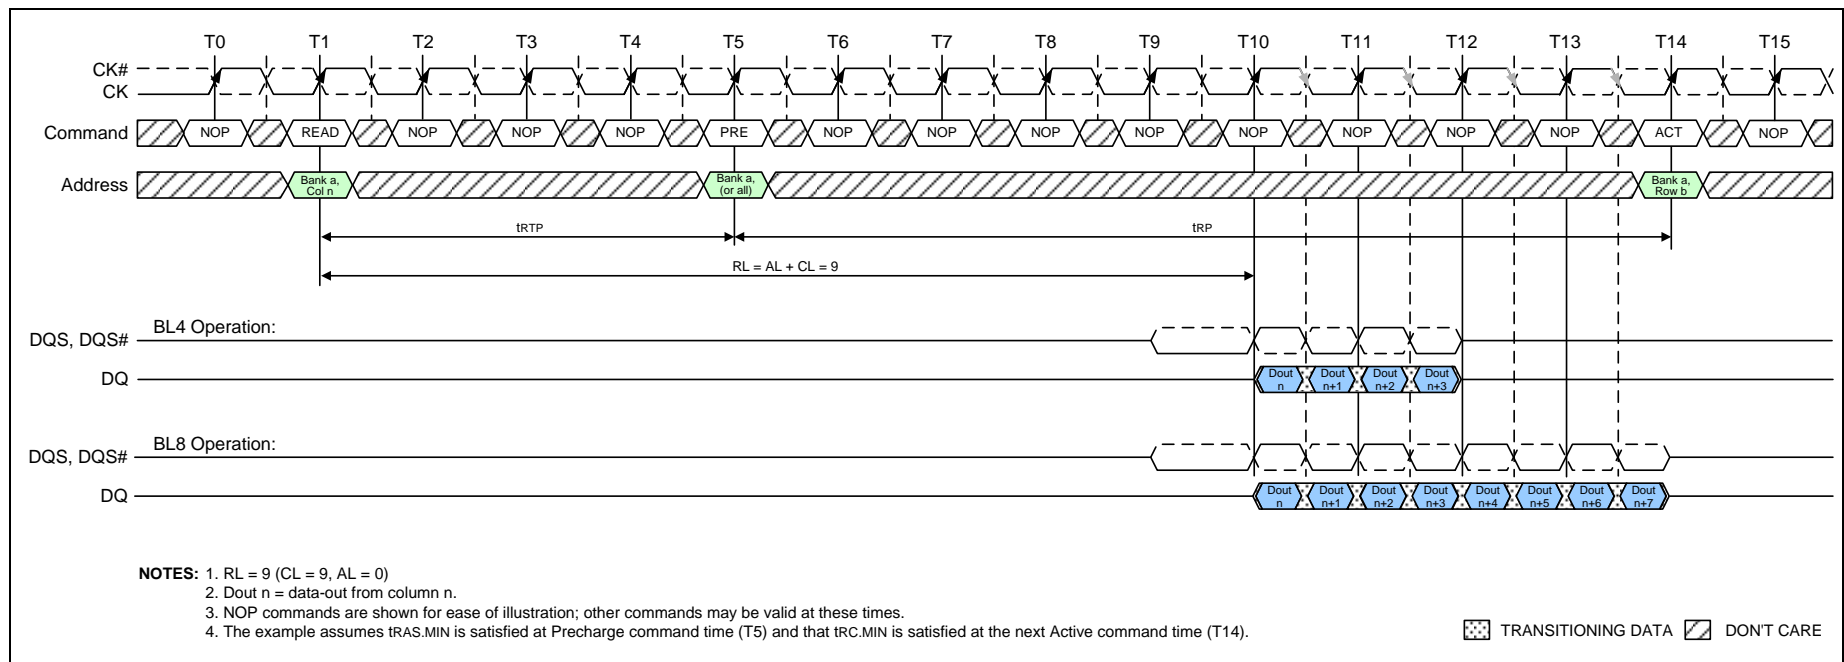 T0 T1 T2 T3 T4 T5 T6 T7 T8 T9 T10 T11 T12 T13 T14 T15
CK#
CK
Command NOP READ NOP NOP NOP PRE NOP NOP NOP NOP NOP NOP NOP NOP ACT NOP
Address Bank a, Col n Bank a, (or all) Bank a, Row b
tRTP tRP
RL = AL + CL = 9
BL4 Operation:
DQS, DQS#
DQ Dout n Dout n+1 Dout n+2 Dout n+3
BL8 Operation:
DQS, DQS#
DQ Dout n Dout n+1 Dout n+2 Dout n+3 Dout n+4 Dout n+5 Dout n+6 Dout n+7
NOTES: 1. RL = 9 (CL = 9, AL = 0)
2. Dout n = data-out from column n.
3. NOP commands are shown for ease of illustration; other commands may be valid at these times.
4. The example assumes tRAS.MIN is satisfied at Precharge command time (T5) and that tRC.MIN is satisfied at the next Active command time (T14).
TRANSITIONING DATA DON'T CARE